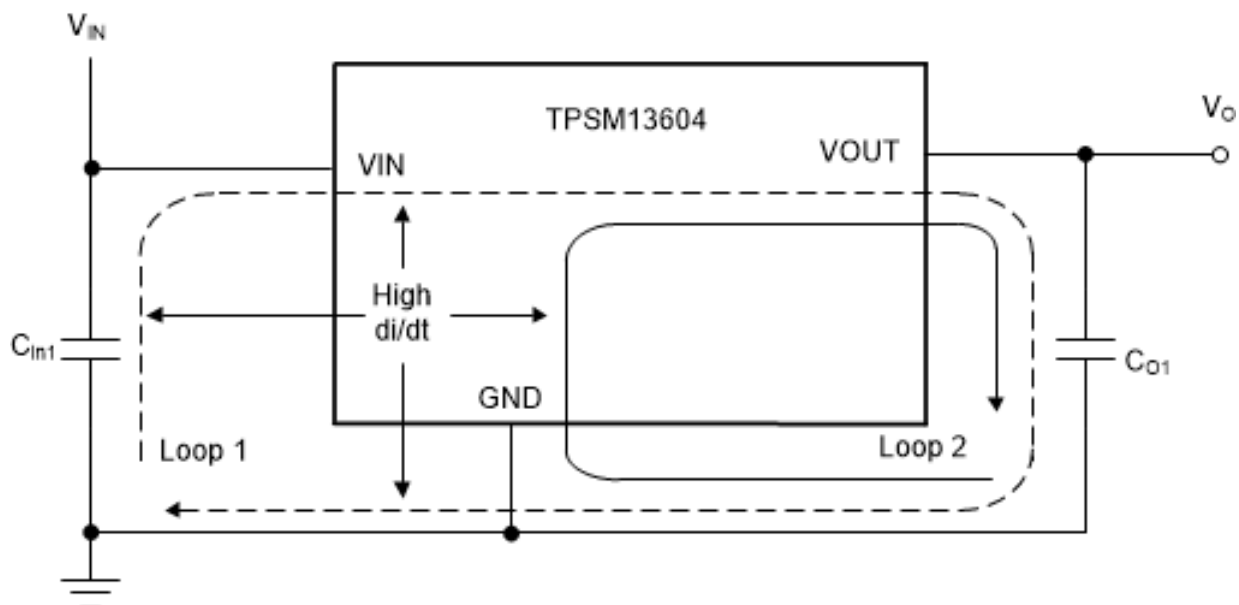 VIN
TPSM13604
VO
VIN
VOUT
High
di/dt
CIn1
CO1
GND
Loop 1
Loop 2